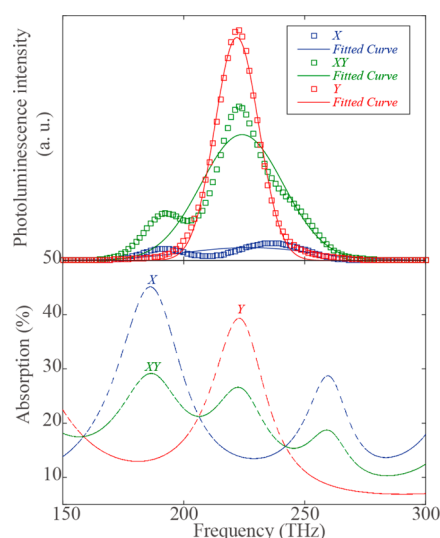 Photoluminescence intensity
(a. u.)
X
Fitted Curve
XY
Fitted Curve
Y
Fitted Curve
50
Absorption (%)
40
30
20
10
X
Y
XY
150
200
250
300
Frequency (THz)